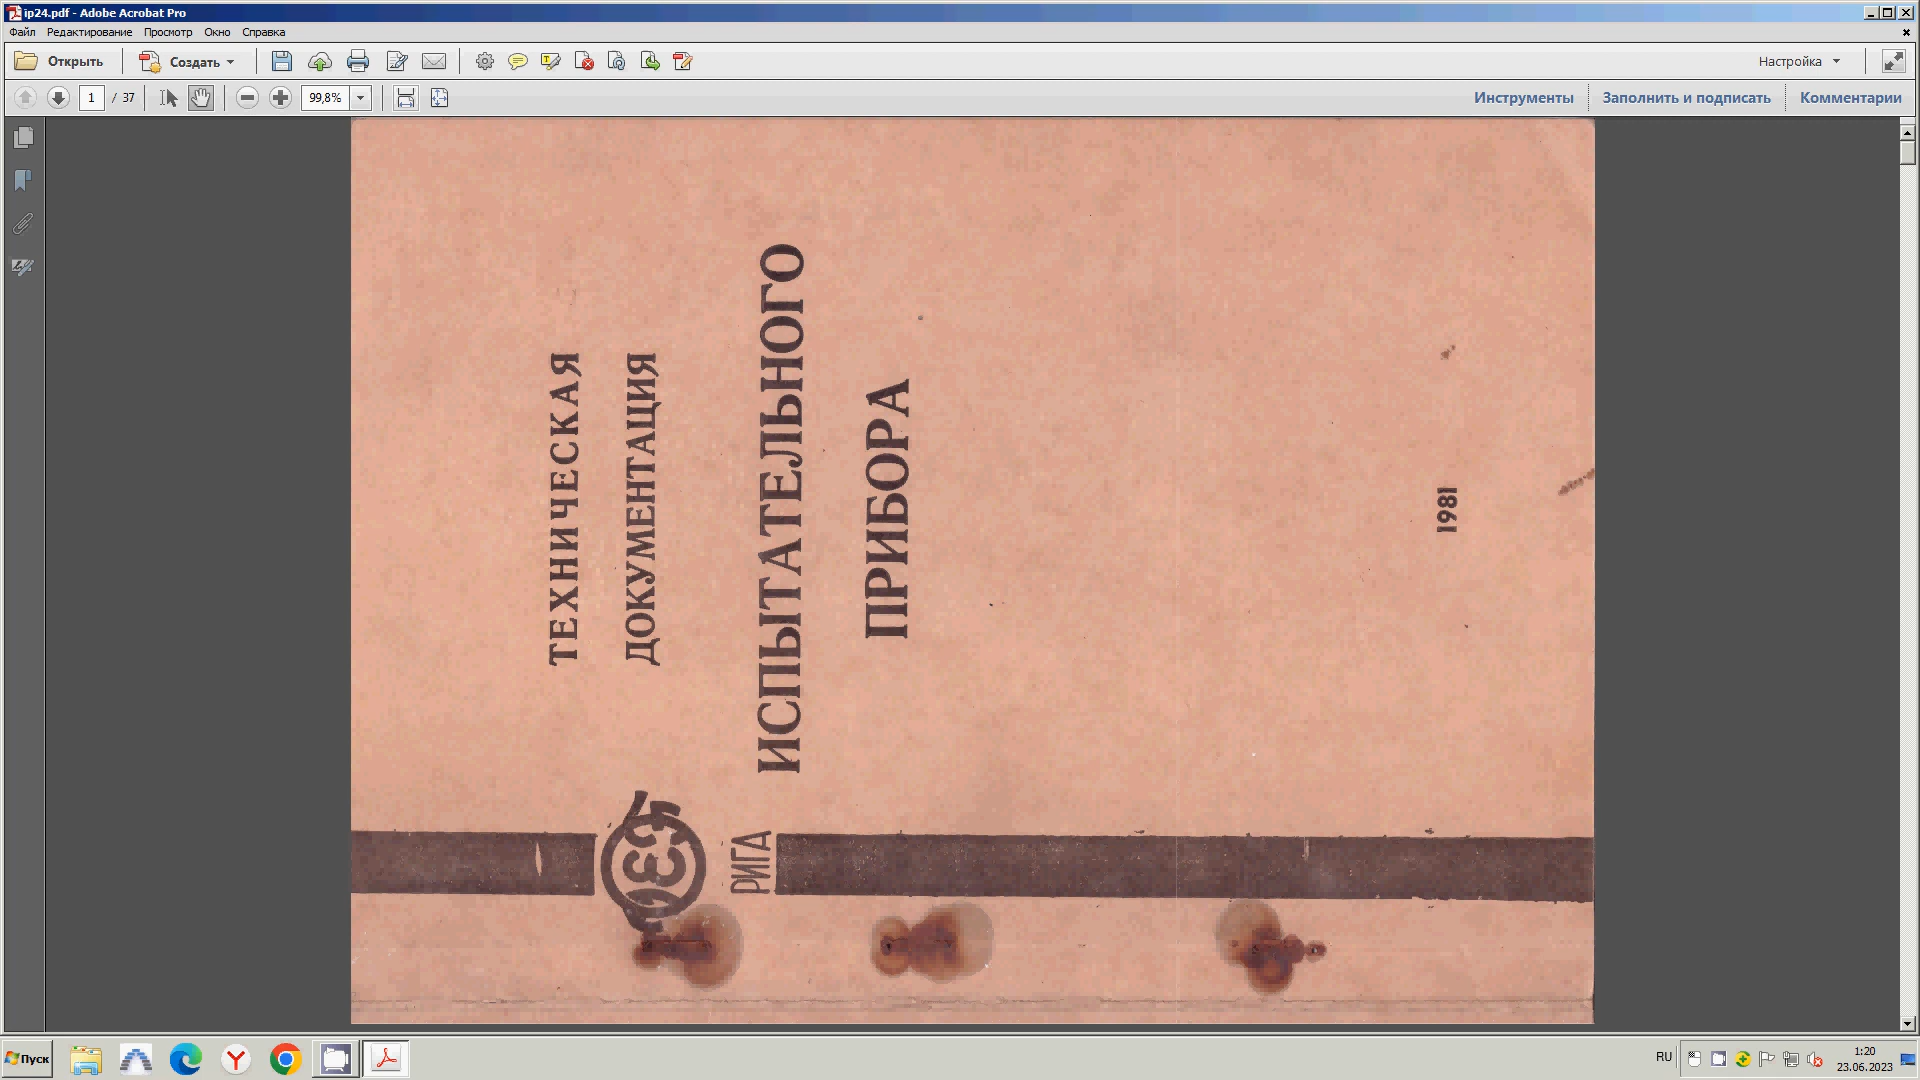 ip24.pdf - Adobe Acrobat Pro
Файл Редактирование Просмотр Окно Справка
Открыть Создать Настройка
1 / 37 99,8% Инструменты Заполнить и подписать Комментарии
ТЕХНИЧЕСКАЯ
ДОКУМЕНТАЦИЯ
ИСПЫТАТЕЛЬНОГО
ПРИБОРА
1981
РИГА
Пуск
RU
1:20
23.06.2023